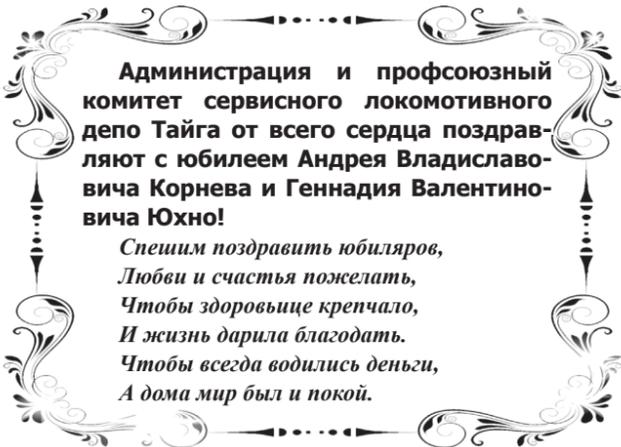 Администрация и профсоюзный
комитет сервисного локомотивного
депо Тайга от всего сердца поздрав-
ляют с юбилеем Андрея Владиславо-
вича Корнева и Геннадия Валентино-
вича Юхно!
Спешим поздравить юбиляров,
Любви и счастья пожелать,
Чтобы здоровьице крепчало,
И жизнь дарила благодать.
Чтобы всегда водились деньги,
А дома мир был и покой.